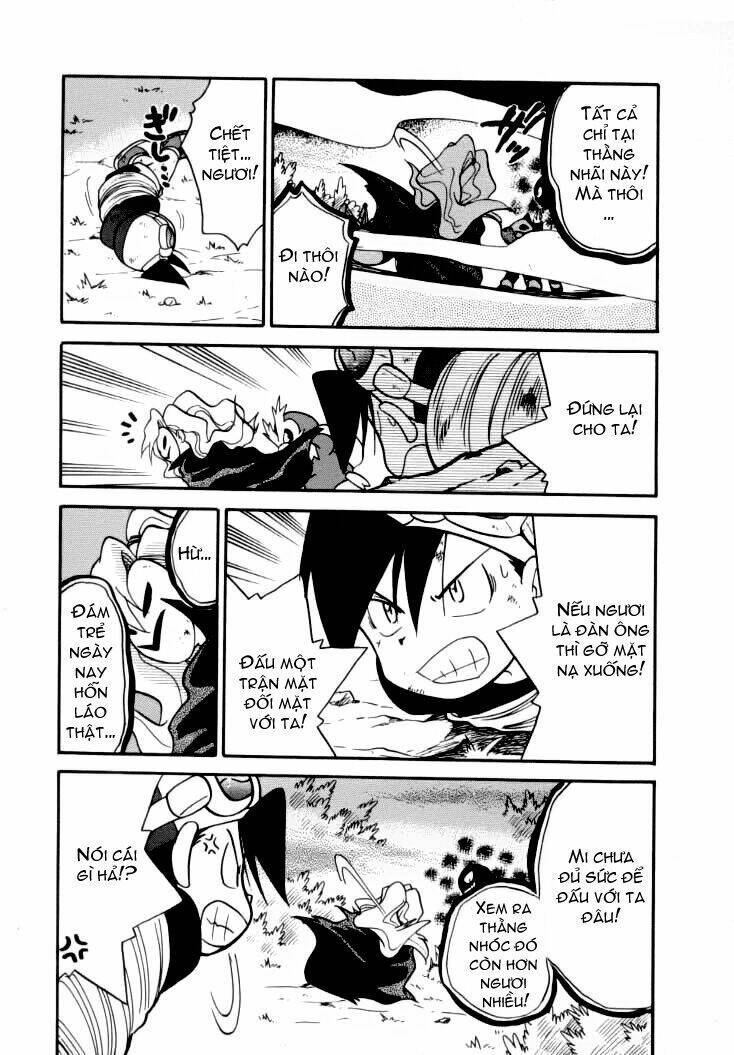 TẤT CẢ
CHỈ TẠI
THẰNG
NHÃI NÀY!
MÀ THÔI
...
ĐI THÔI
NÀO!
CHẾT
TIỆT...
NGƯƠI!
ぎし…
ĐỨNG LẠI
CHO TA!
NẾU NGƯƠI
LÀ ĐÀN ÔNG
THÌ GỠ MẶT
NẠ XUỐNG!
ĐẤU MỘT
TRẬN MẶT
ĐỐI MẶT
VỚI TA!
HỪ...
ĐÁM
TRẺ
NGÀY
NAY
HỖN
LÁO
THẬT...
MI CHƯA
ĐỦ SỨC ĐỂ
ĐẤU VỚI TA
ĐÂU!
XEM RA
THẰNG
NHÓC ĐÓ
CÒN HƠN
NGƯƠI
NHIỀU!
NÓI CÁI
GÌ HẢ!?